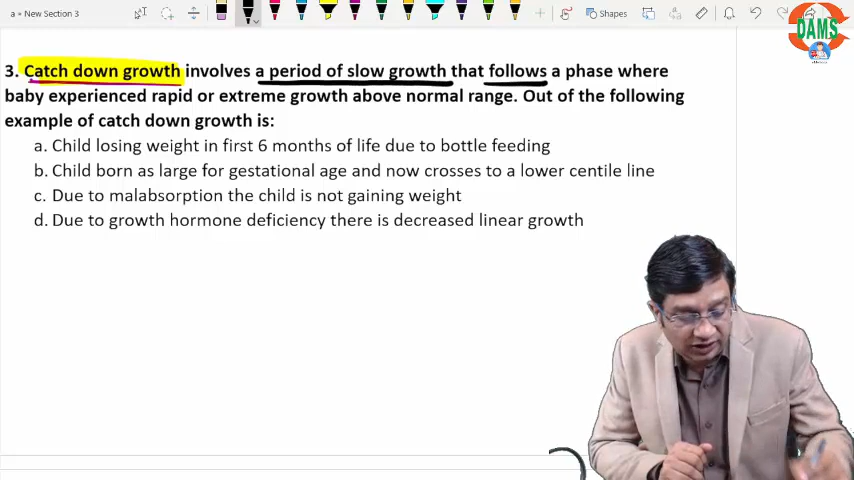 a « New Section 3
Shapes
DAMS
3. Catch down growth involves a period of slow growth that follows a phase where
baby experienced rapid or extreme growth above normal range. Out of the following
example of catch down growth is:
a. Child losing weight in first 6 months of life due to bottle feeding
b. Child born as large for gestational age and now crosses to a lower centile line
c. Due to malabsorption the child is not gaining weight
d. Due to growth hormone deficiency there is decreased linear growth